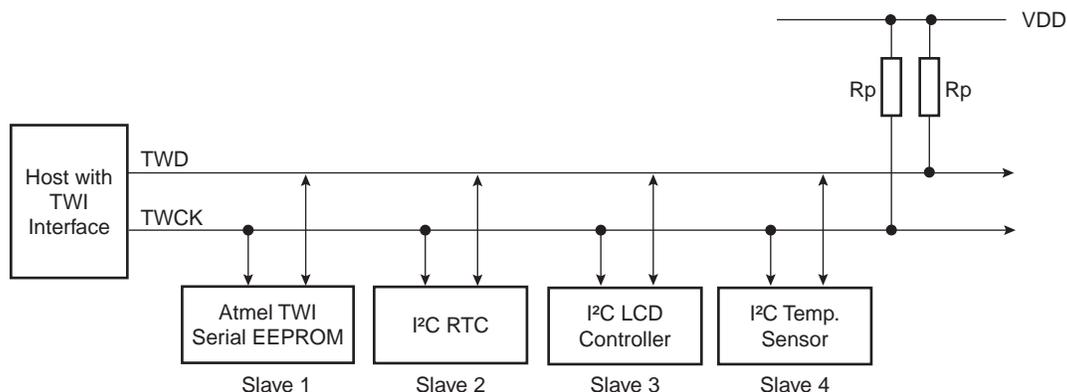 VDD
Rp
Rp
Host with
TWI
Interface
TWD
TWCK
Atmel TWI
Serial EEPROM
I²C RTC
I²C LCD
Controller
I²C Temp.
Sensor
Slave 1
Slave 2
Slave 3
Slave 4